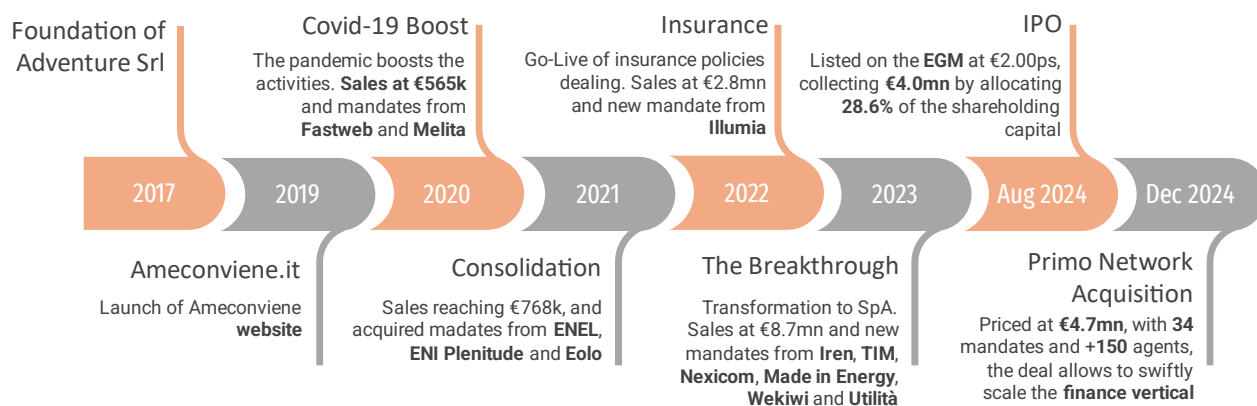 Foundation of
Adventure Srl
Covid-19 Boost
The pandemic boosts the
activities. Sales at €565k
and mandates from
Fastweb and Melita
Insurance
Go-Live of insurance policies
dealing. Sales at €2.8mn
and new mandate from
Illumia
IPO
Listed on the EGM at €2.00ps,
collecting €4.0mn by allocating
28.6% of the shareholding
capital
2017
2019
2020
2021
2022
2023
Aug 2024
Dec 2024
Ameconviene.it
Launch of Ameconviene
website
Consolidation
Sales reaching €768k, and
acquired madates from ENEL,
ENI Plenitude and Eolo
The Breakthrough
Transformation to SpA.
Sales at €8.7mn and new
mandates from Iren, TIM,
Nexicom, Made in Energy,
Wekiwi and Utilità
Primo Network
Acquisition
Priced at €4.7mn, with 34
mandates and +150 agents,
the deal allows to swiftly
scale the finance vertical